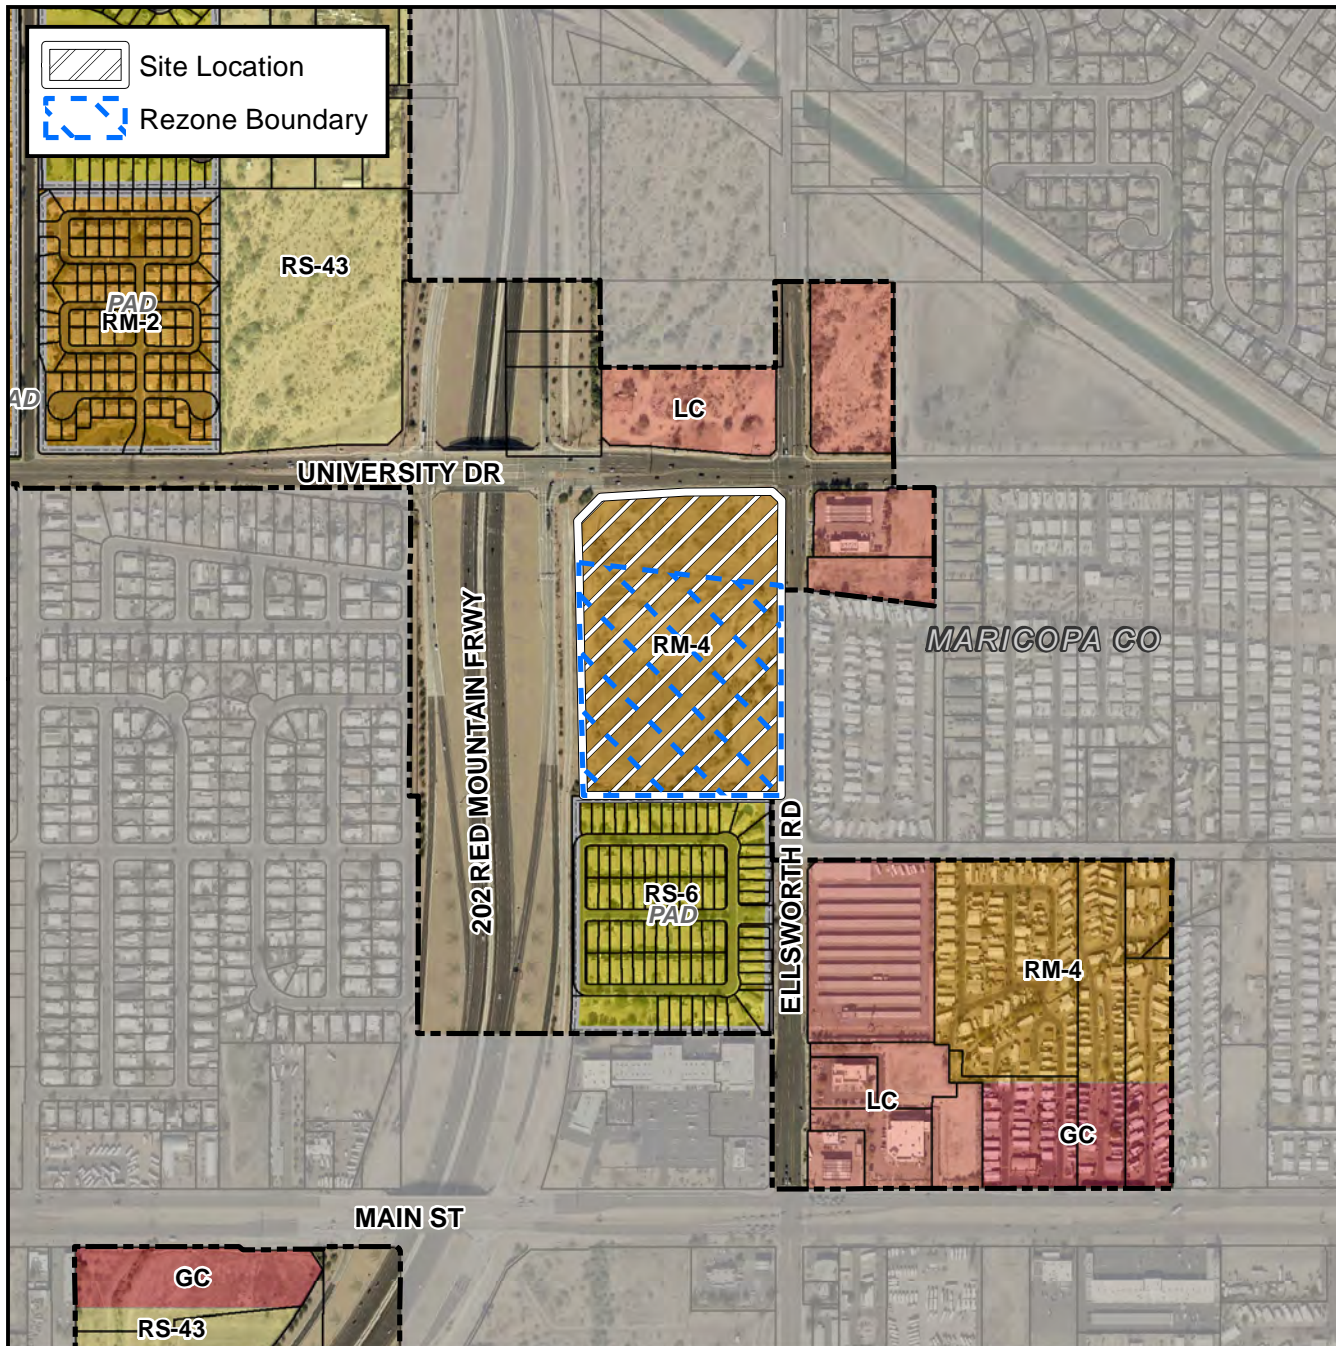 Site Location
Rezone Boundary
RS-43
PAD
RM-2
AD
LC
UNIVERSITY DR
RM-4
MARICOPA CO
202 RED MOUNTAIN FRWY
ELLSWORTH RD
RS-6
PAD
RM-4
LC
GC
MAIN ST
GC
RS-43